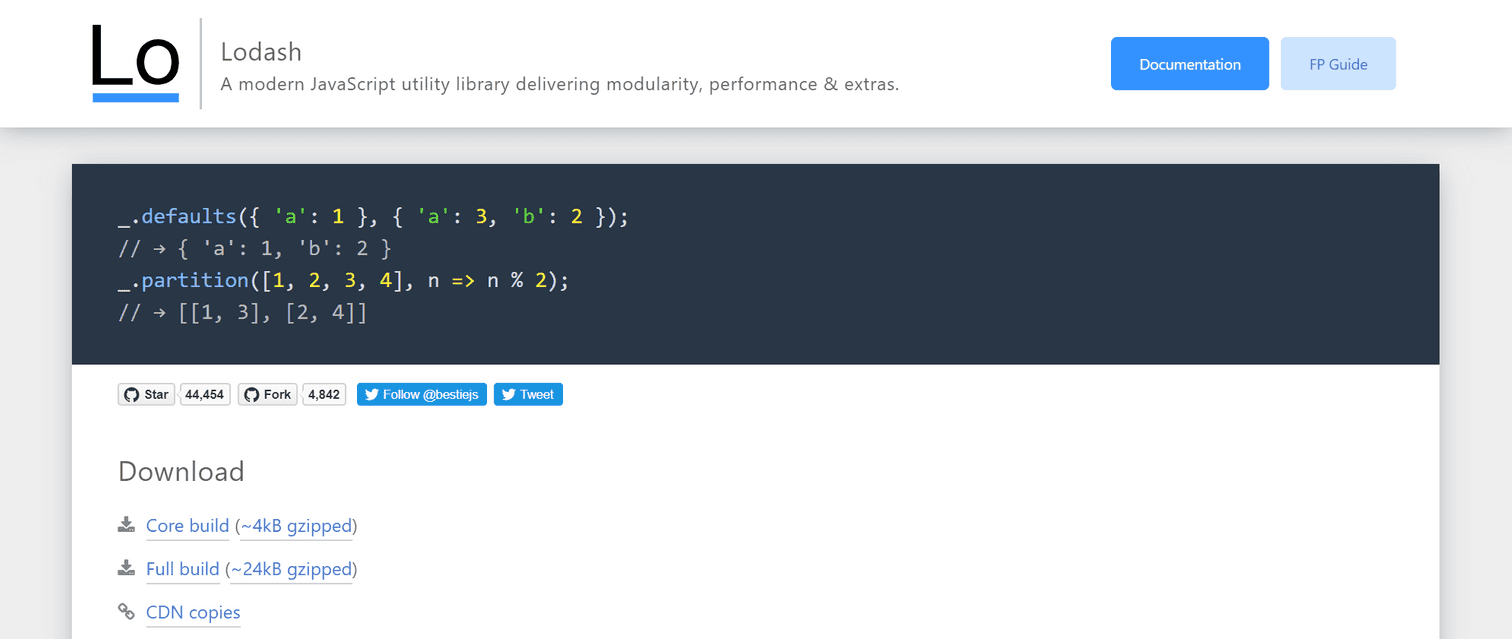 Lo
Lodash
A modern JavaScript utility library delivering modularity, performance & extras.
Documentation
FP Guide
_.defaults({ 'a': 1 }, { 'a': 3, 'b': 2 });
// → { 'a': 1, 'b': 2 }
_.partition([1, 2, 3, 4], n => n % 2);
// → [[1, 3], [2, 4]]
Star 44,454 Fork 4,842 Follow @bestiejs Tweet
Download
Core build (~4kB gzipped)
Full build (~24kB gzipped)
CDN copies